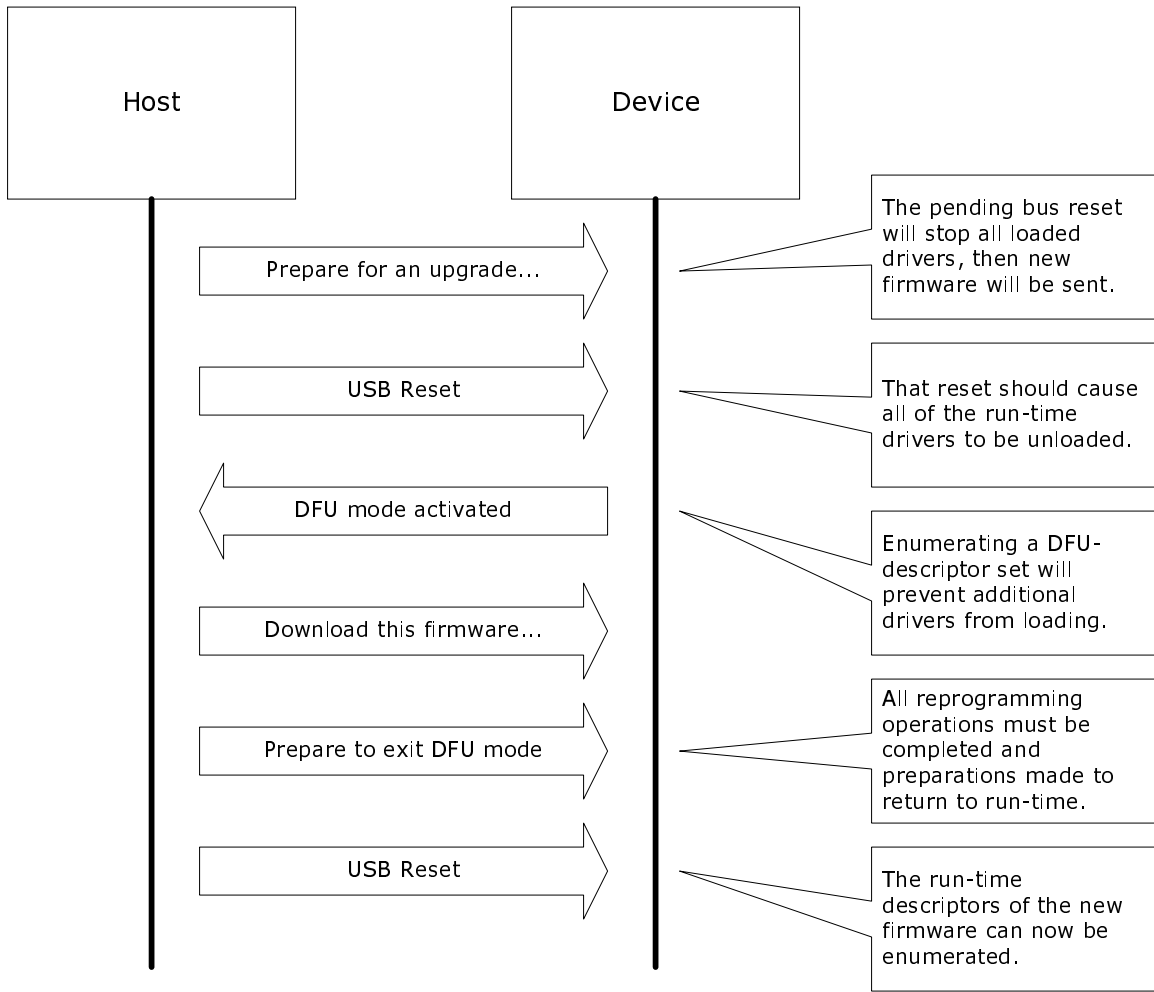 Host
Device
Prepare for an upgrade...
The pending bus reset
will stop all loaded
drivers, then new
firmware will be sent.
USB Reset
That reset should cause
all of the run-time
drivers to be unloaded.
DFU mode activated
Enumerating a DFU-
descriptor set will
prevent additional
drivers from loading.
Download this firmware...
Prepare to exit DFU mode
All reprogramming
operations must be
completed and
preparations made to
return to run-time.
USB Reset
The run-time
descriptors of the new
firmware can now be
enumerated.